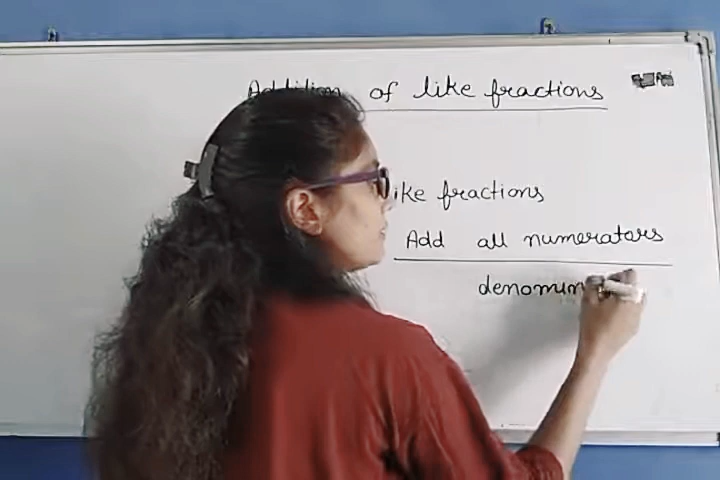 Addition of like fractions
like fractions
Add all numerators
denomin